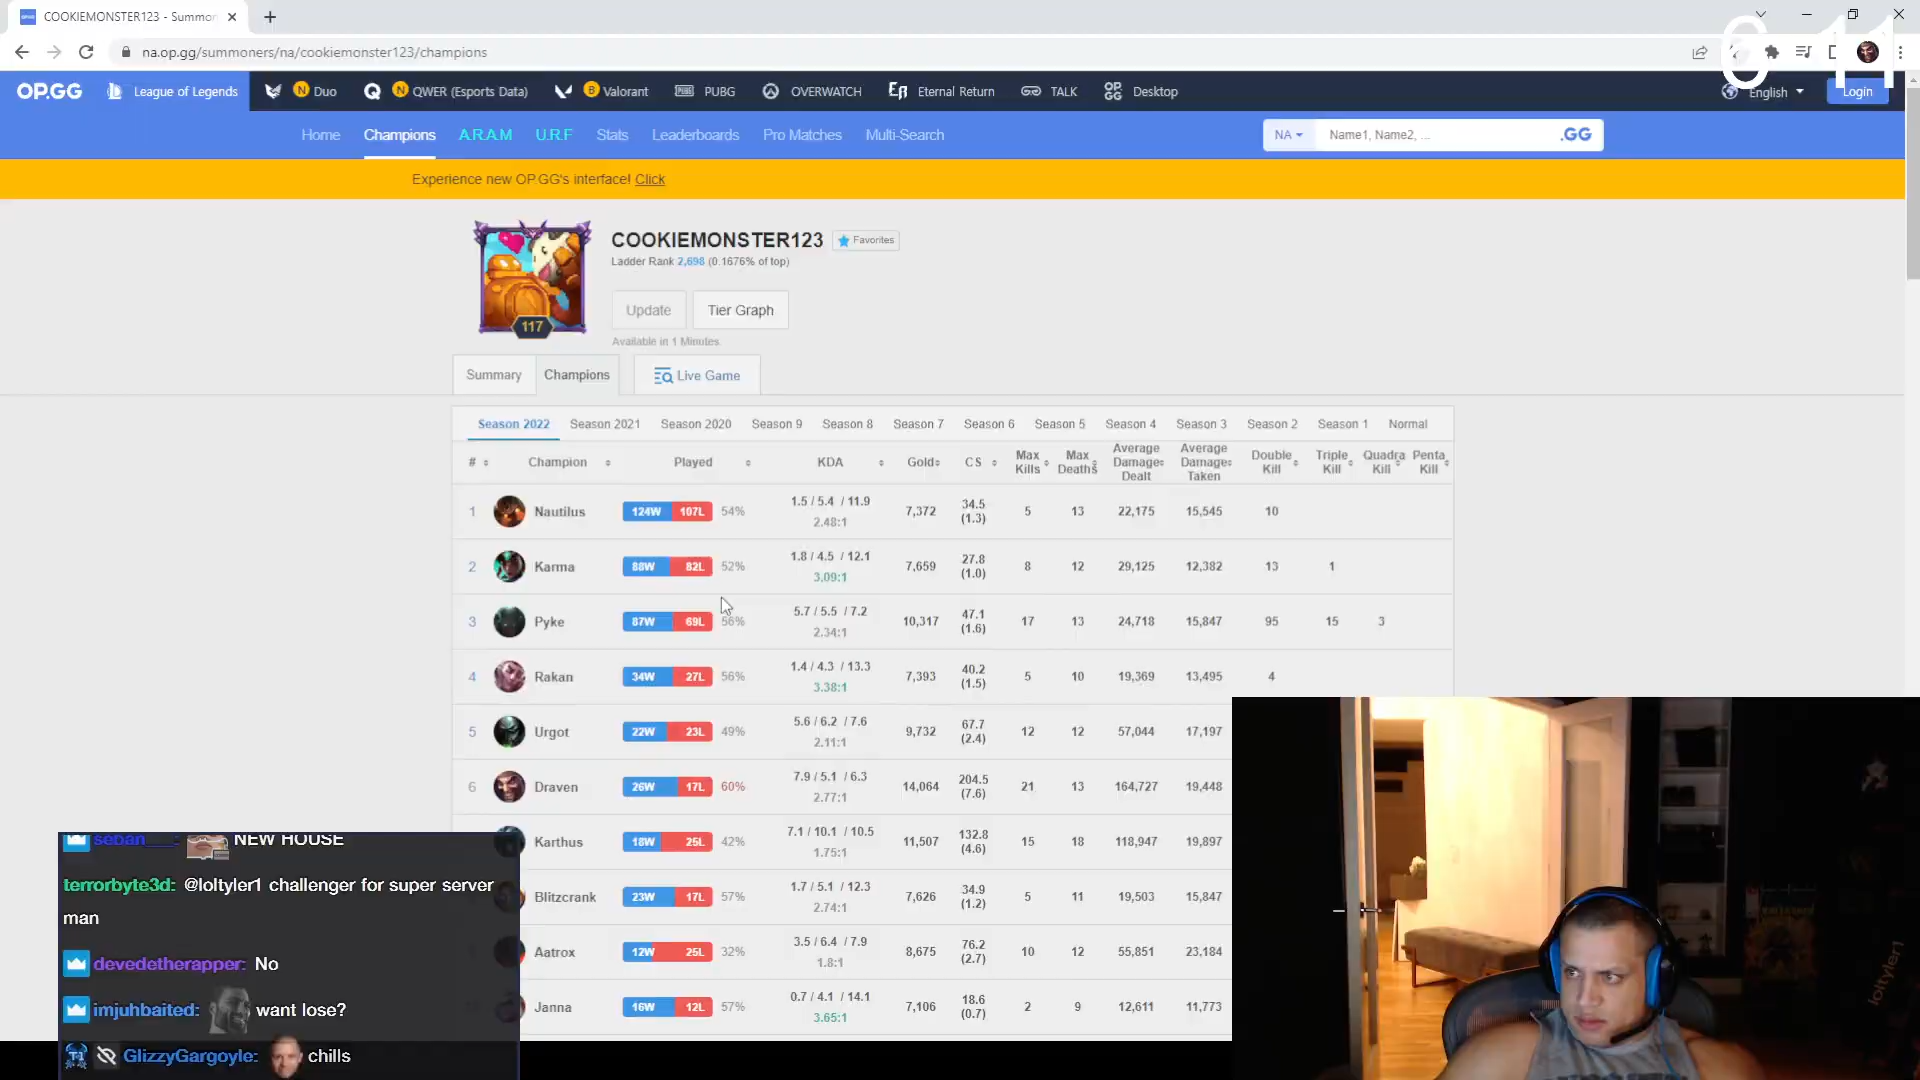 COOKIEMONSTER123 - Summon
na.op.gg/summoners/na/cookiemonster123/champions
6 11
OP.GG League of Legends Duo QWER (Esports Data) Valorant PUBG OVERWATCH Eternal Return TALK Desktop English Login
Home Champions A.R.A.M U.R.F Stats Leaderboards Pro Matches Multi-Search NA Name1, Name2, ... .GG
Experience new OP.GG's interface! Click
COOKIEMONSTER123 Favorites
Ladder Rank 2,698 (0.1676% of top)
117
Update Tier Graph
Available in 1 Minutes.
Summary Champions Live Game
Season 2022 Season 2021 Season 2020 Season 9 Season 8 Season 7 Season 6 Season 5 Season 4 Season 3 Season 2 Season 1 Normal
# Champion Played KDA Gold CS Max Kills Max Deaths Average Damage Dealt Average Damage Taken Double Kill Triple Kill Quadra Kill Penta Kill
1 Nautilus 124W 107L 54% 1.5 / 5.4 / 11.9 2.48:1 7,372 34.5 (1.3) 5 13 22,175 15,545 10
2 Karma 88W 82L 52% 1.8 / 4.5 / 12.1 3.09:1 7,659 27.8 (1.0) 8 12 29,125 12,382 13 1
3 Pyke 87W 69L 56% 5.7 / 5.5 / 7.2 2.34:1 10,317 47.1 (1.6) 17 13 24,718 15,847 95 15 3
4 Rakan 34W 27L 56% 1.4 / 4.3 / 13.3 3.38:1 7,393 40.2 (1.5) 5 10 19,369 13,495 4
5 Urgot 22W 23L 49% 5.6 / 6.2 / 7.6 2.11:1 9,732 67.7 (2.4) 12 12 57,044 17,197
6 Draven 26W 17L 60% 7.9 / 5.1 / 6.3 2.77:1 14,064 204.5 (7.6) 21 13 164,727 19,448
Karthus 18W 25L 42% 7.1 / 10.1 / 10.5 1.75:1 11,507 132.8 (4.6) 15 18 118,947 19,897
Blitzcrank 23W 17L 57% 1.7 / 5.1 / 12.3 2.74:1 7,626 34.9 (1.2) 5 11 19,503 15,847
Aatrox 12W 25L 32% 3.5 / 6.4 / 7.9 1.8:1 8,675 76.2 (2.7) 10 12 55,851 23,184
Janna 16W 12L 57% 0.7 / 4.1 / 14.1 3.65:1 7,106 18.6 (0.7) 2 9 12,611 11,773
seban___: NEW HOUSE
terrorbyte3d: @loltyler1 challenger for super server
man
devedetherapper: No
imjuhbaited: want lose?
GlizzyGargoyle: chills
loltyler1